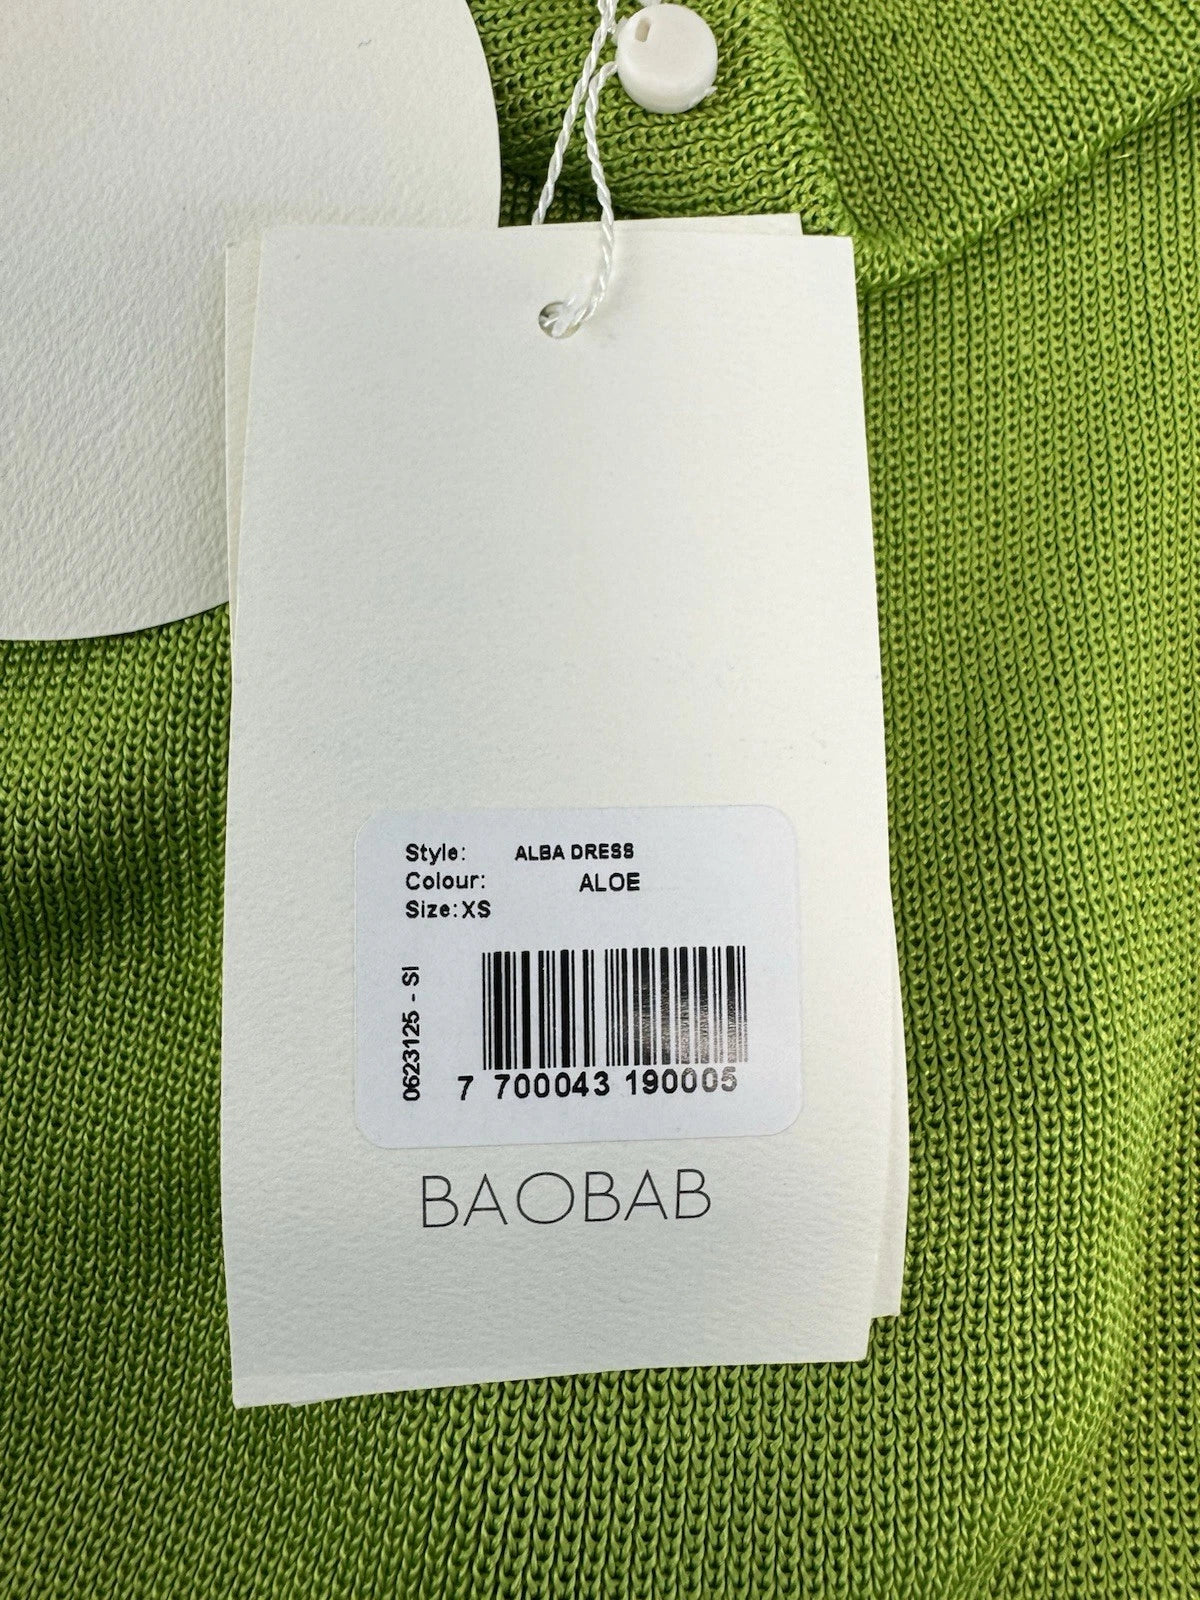 Style: ALBA DRESS
Colour: ALOE
Size: XS
0623125 - SI
7 700043 190005
BAOBAB